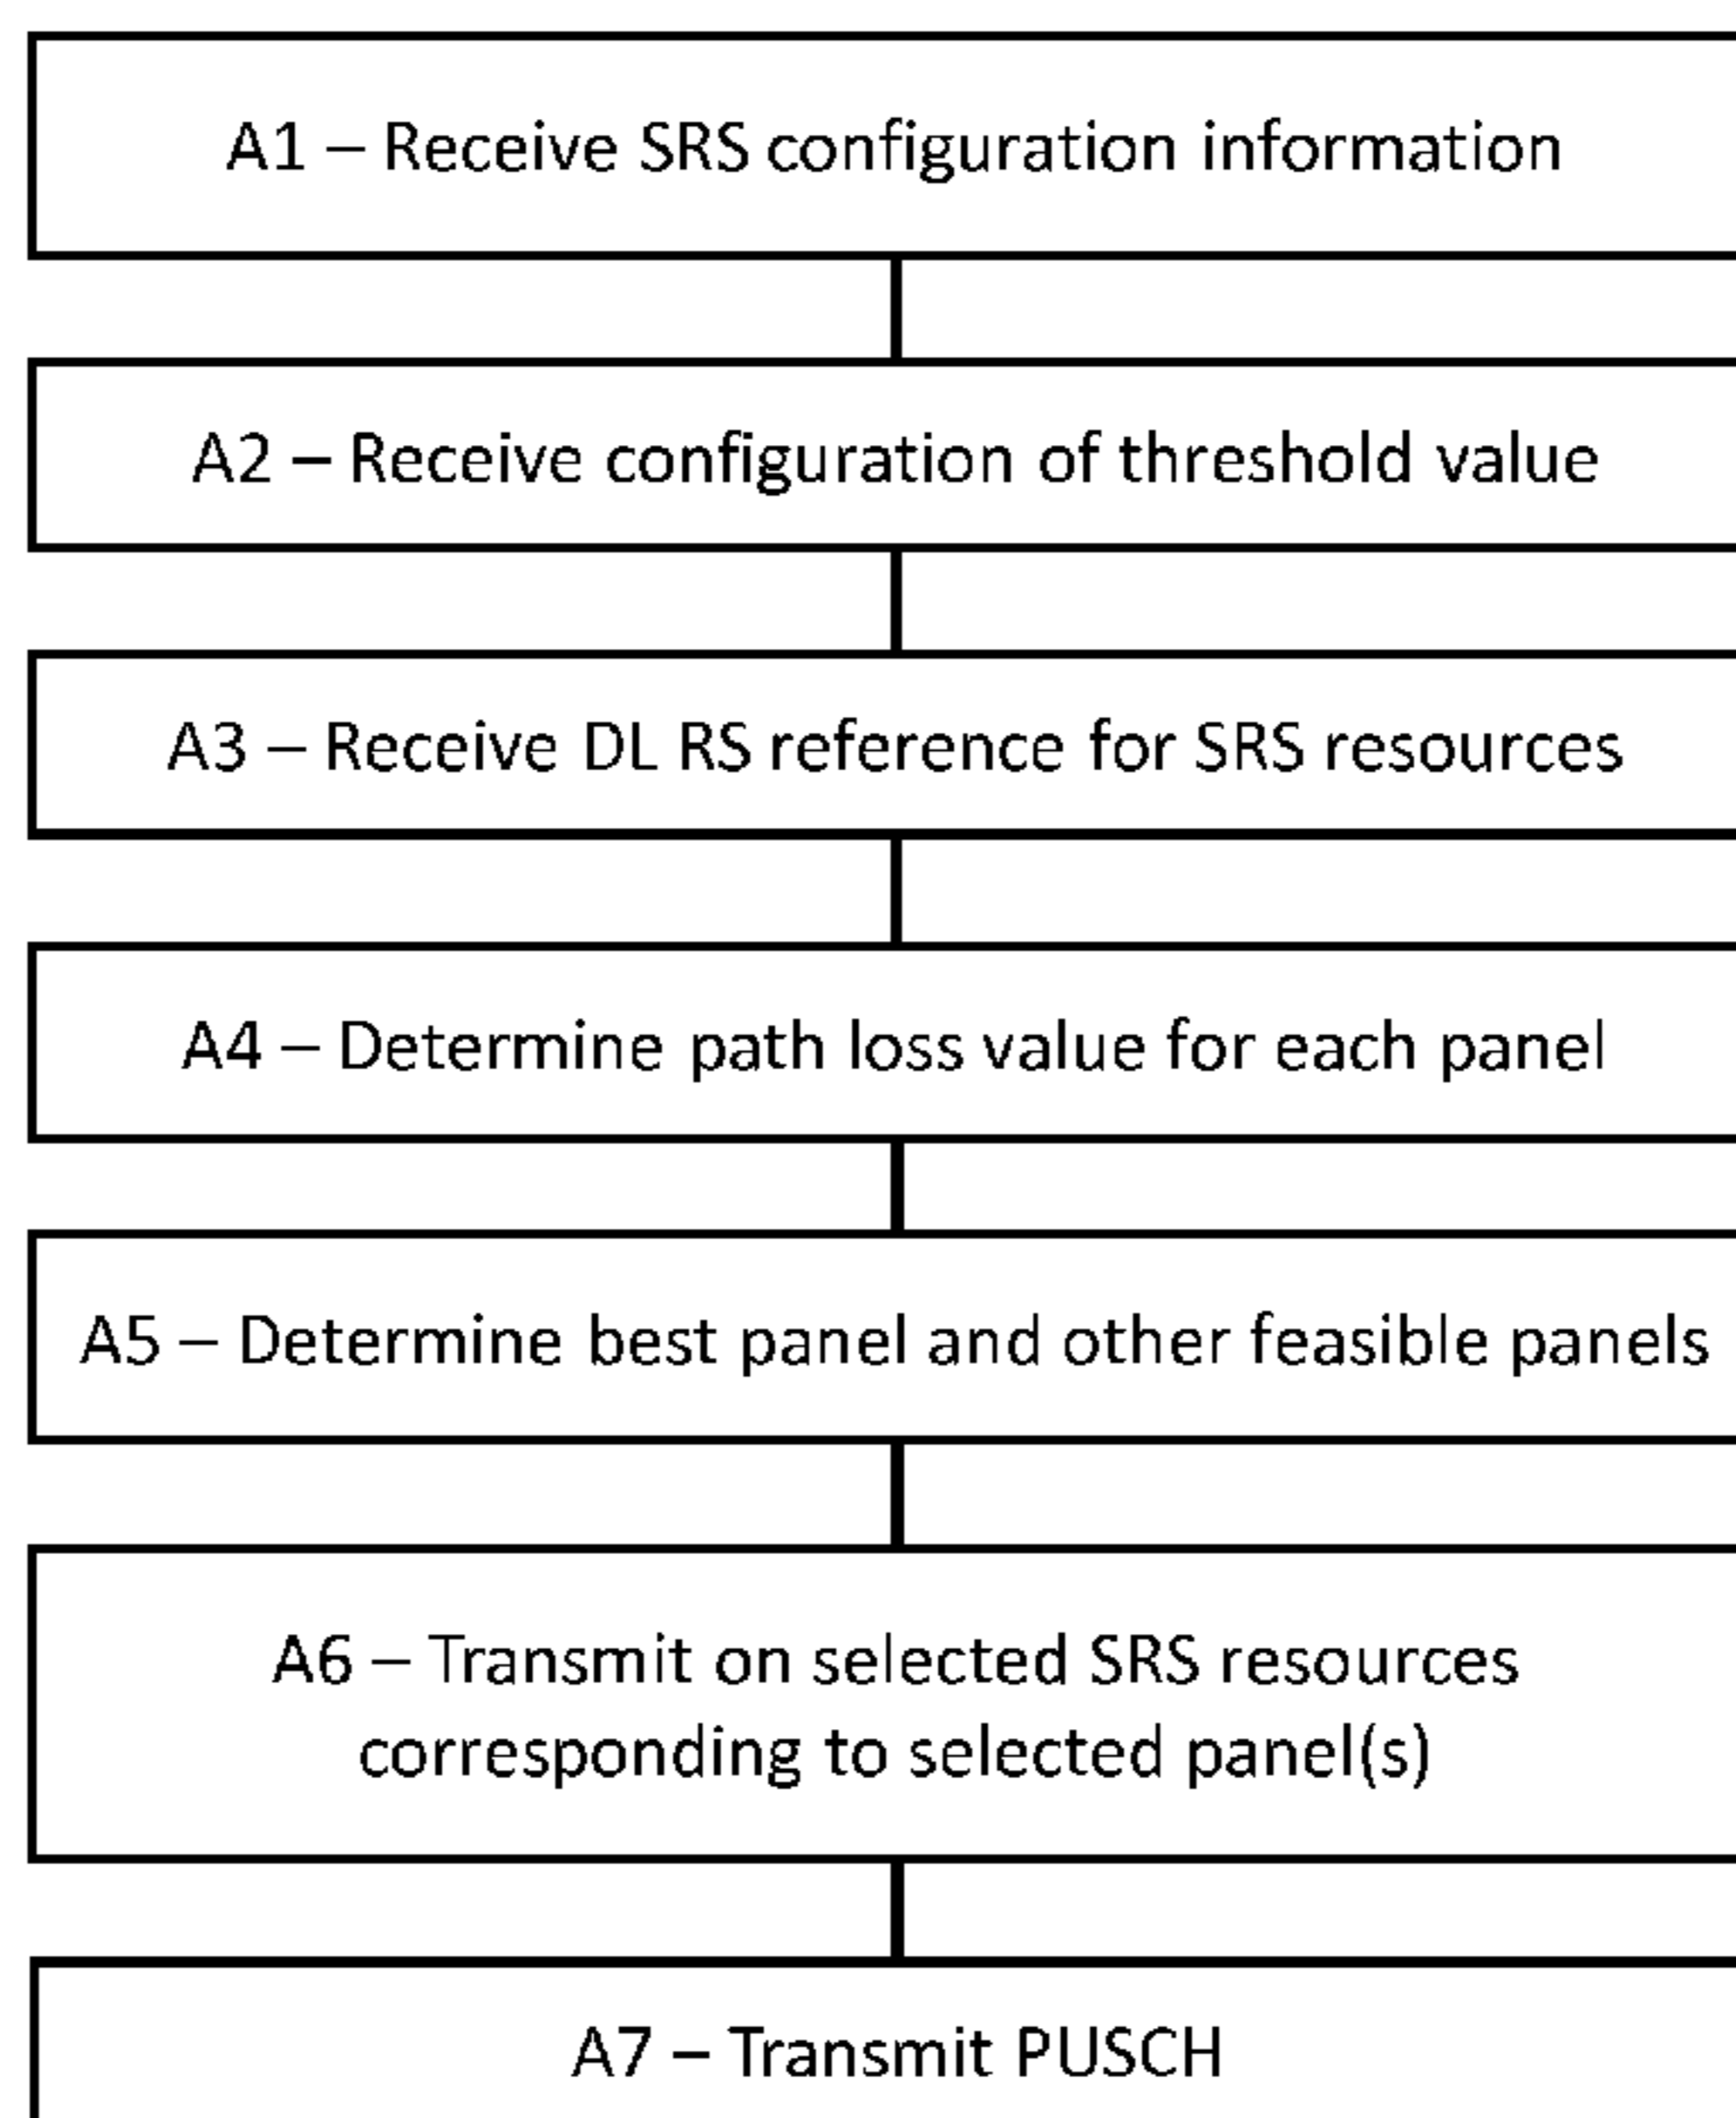 A1 – Receive SRS configuration information
A2 – Receive configuration of threshold value
A3 – Receive DL RS reference for SRS resources
A4 – Determine path loss value for each panel
A5 – Determine best panel and other feasible panels
A6 – Transmit on selected SRS resources
corresponding to selected panel(s)
A7 – Transmit PUSCH